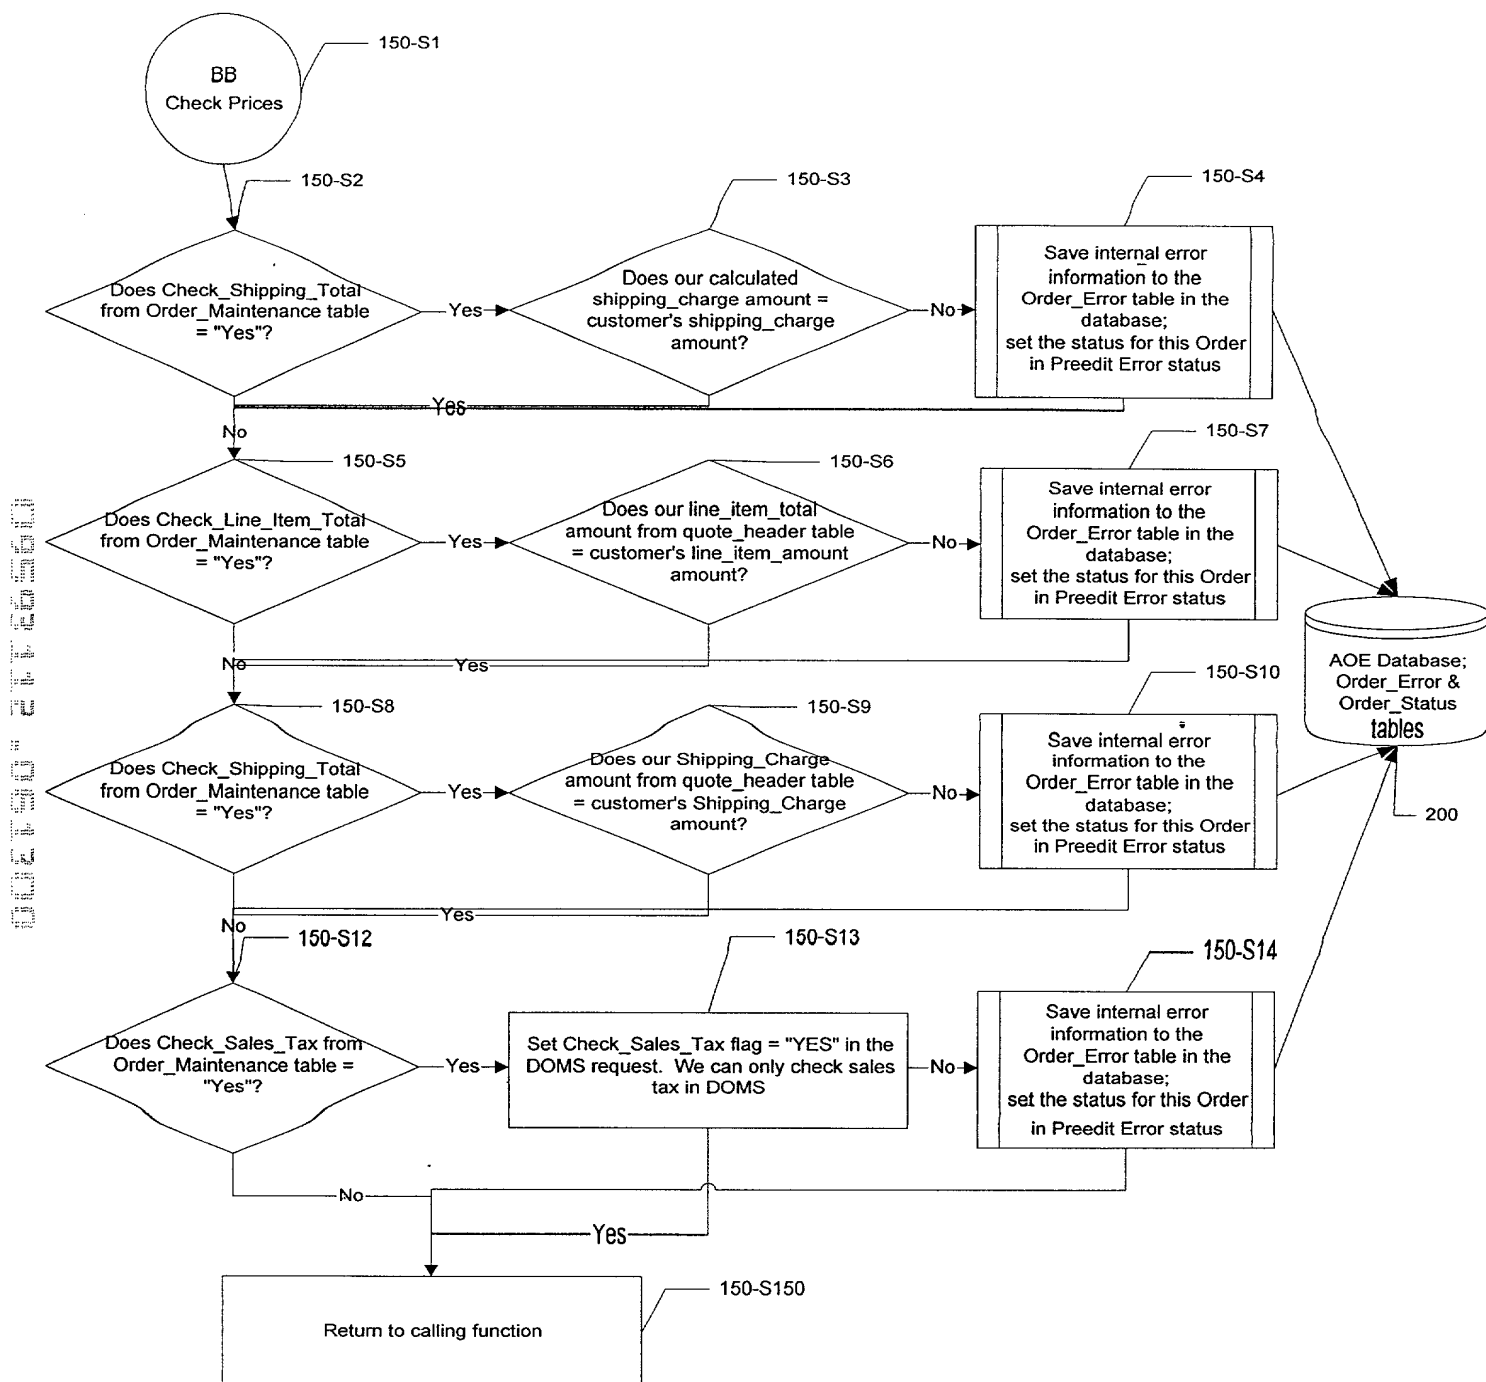 150-S1
BB
Check Prices
150-S2
150-S3
150-S4
Does Check_Shipping_Total
from Order_Maintenance table
= "Yes"?
Yes
Does our calculated
shipping_charge amount =
customer's shipping_charge
amount?
No
Save internal error
information to the
Order_Error table in the
database;
set the status for this Order
in Preedit Error status
Yes
No
150-S5
150-S6
150-S7
Does Check_Line_Item_Total
from Order_Maintenance table
= "Yes"?
Yes
Does our line_item_total
amount from quote_header table
= customer's line_item_amount
amount?
No
Save internal error
information to the
Order_Error table in the
database;
set the status for this Order
in Preedit Error status
AOE Database;
Order_Error &
Order_Status
tables
200
No
Yes
150-S8
150-S9
150-S10
Does Check_Shipping_Total
from Order_Maintenance table
= "Yes"?
Yes
Does our Shipping_Charge
amount from quote_header table
= customer's Shipping_Charge
amount?
No
Save internal error
information to the
Order_Error table in the
database;
set the status for this Order
in Preedit Error status
Yes
No
150-S12
150-S13
150-S14
Does Check_Sales_Tax from
Order_Maintenance table =
"Yes"?
Yes
Set Check_Sales_Tax flag = "YES" in the
DOMS request. We can only check sales
tax in DOMS
No
Save internal error
information to the
Order_Error table in the
database;
set the status for this Order
in Preedit Error status
No
Yes
150-S150
Return to calling function